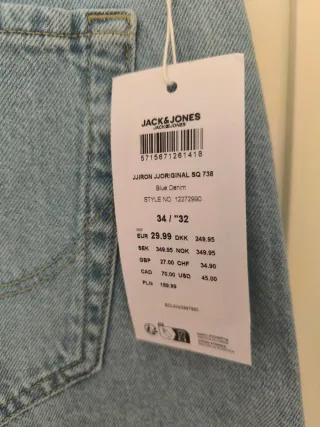 JACK&JONES
JACK&JONES
5715671261418
JJIRON JJORIGINAL SQ 738
Blue Denim
STYLE NO. 12272990
34 / "32
EUR 29.99 DKK 249.95
SEK 349.95 NOK 349.95
GBP 27.00 CHF 34.90
CAD 70.00 USD 45.00
PLN 159.99